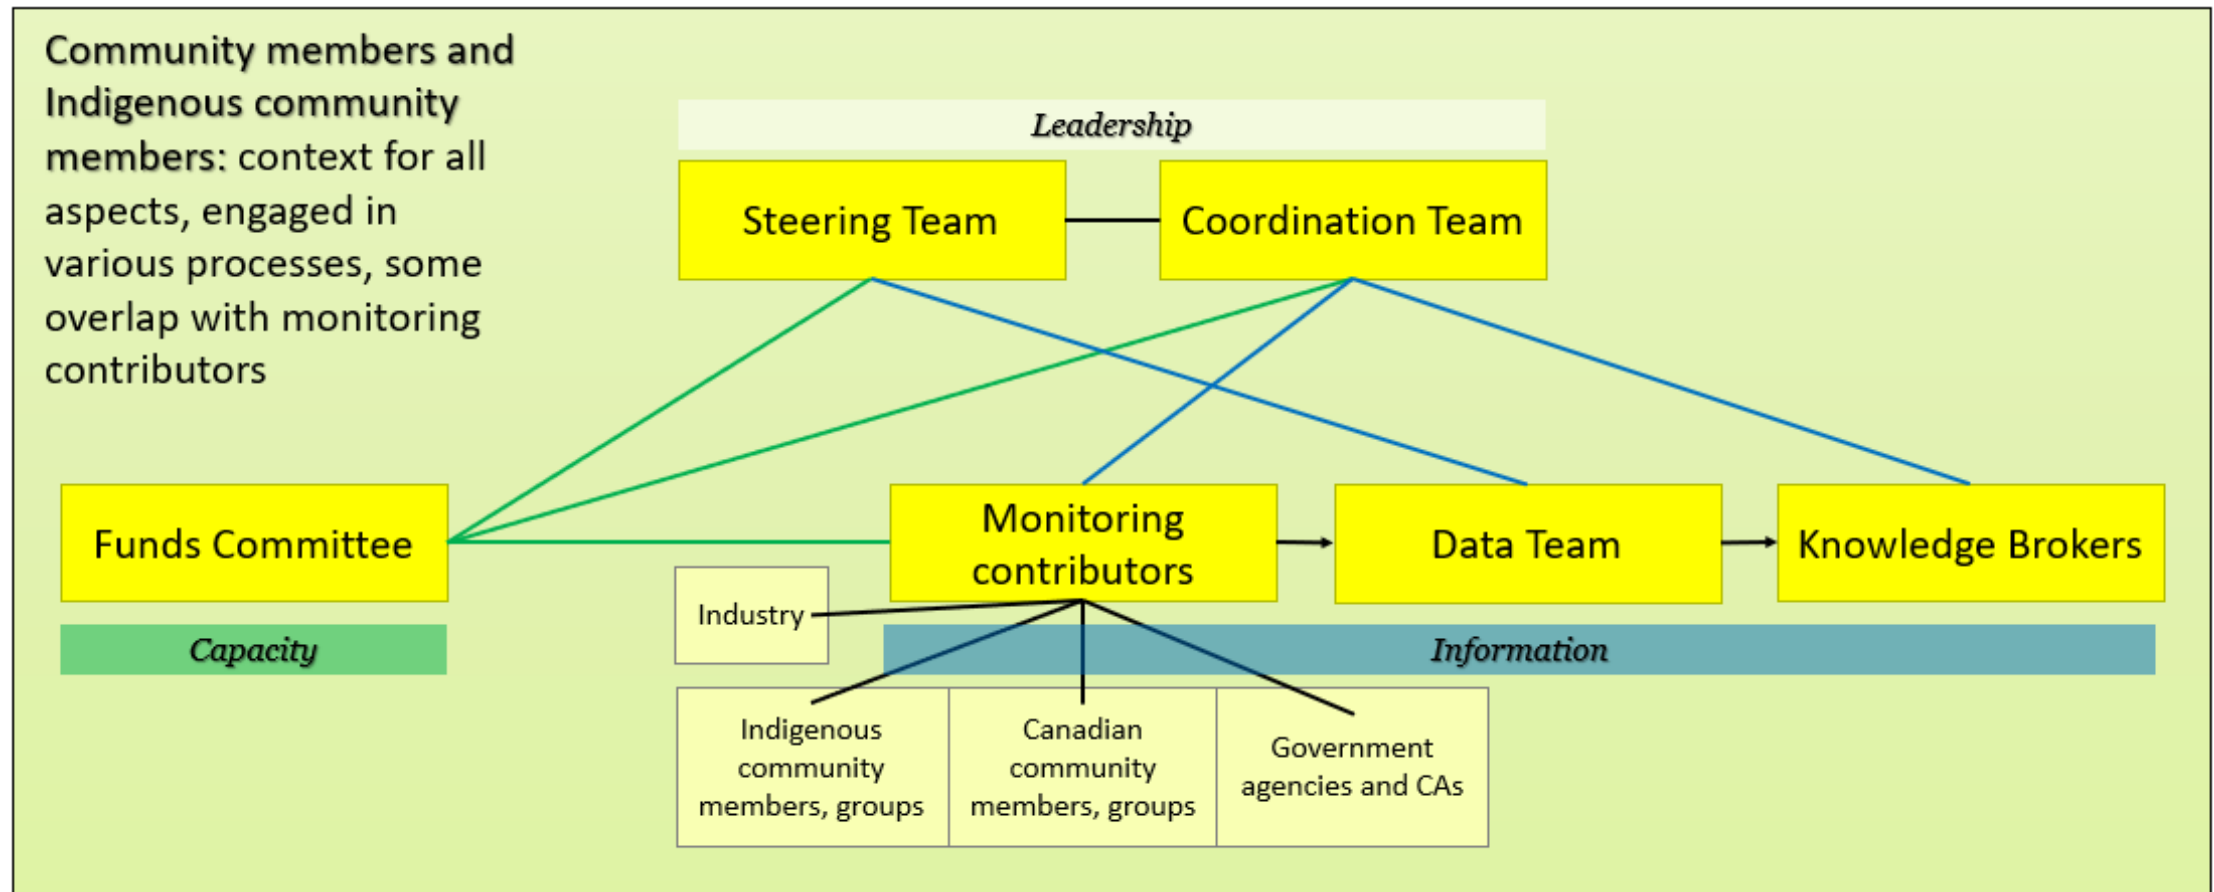 Community members and
Indigenous community
members: context for all
aspects, engaged in
various processes, some
overlap with monitoring
contributors
Leadership
Steering Team
Coordination Team
Funds Committee
Monitoring
contributors
Data Team
Knowledge Brokers
Industry
Capacity
Information
Indigenous
community
members, groups
Canadian
community
members, groups
Government
agencies and CAs